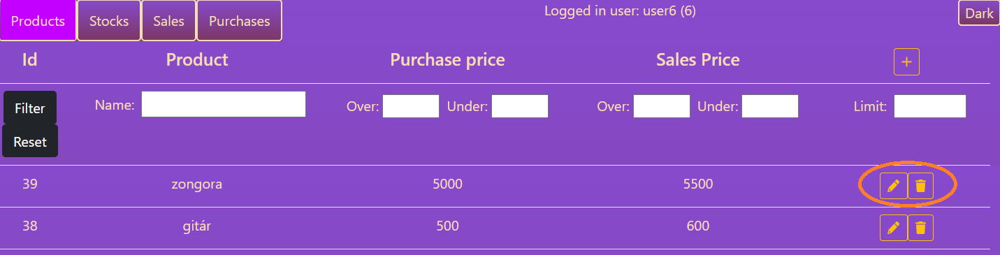 Products Stocks Sales Purchases Logged in user: user6 (6) Dark
Id Product Purchase price Sales Price +
Filter Name: Over: Under: Over: Under: Limit:
Reset
39 zongora 5000 5500
38 gitár 500 600